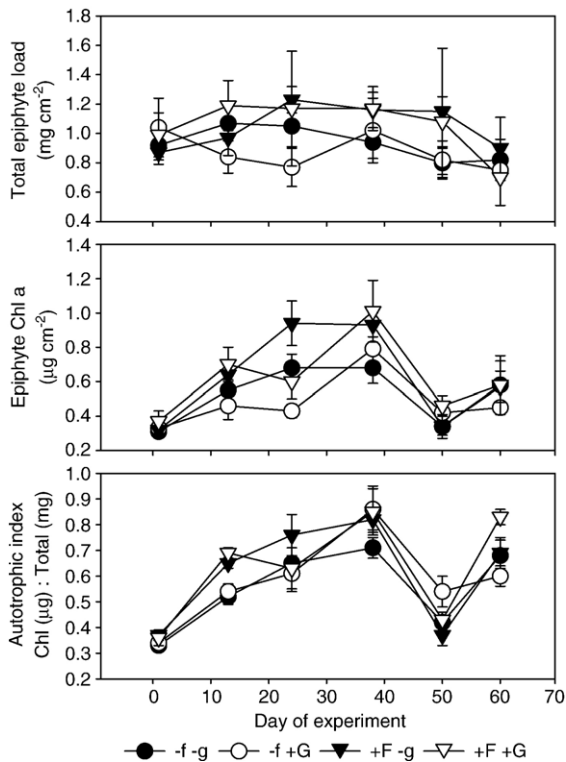 Total epiphyte load
(mg cm-2)
1.8
1.6
1.4
1.2
1.0
0.8
0.6
0.4
Epiphyte Chl a
(µg cm-2)
1.4
1.2
1.0
0.8
0.6
0.4
0.2
Autotrophic index
Chl (µg) : Total (mg)
1.0
0.9
0.8
0.7
0.6
0.5
0.4
0.3
0.2
0 10 20 30 40 50 60 70
Day of experiment
-f -g -f +G +F -g +F +G